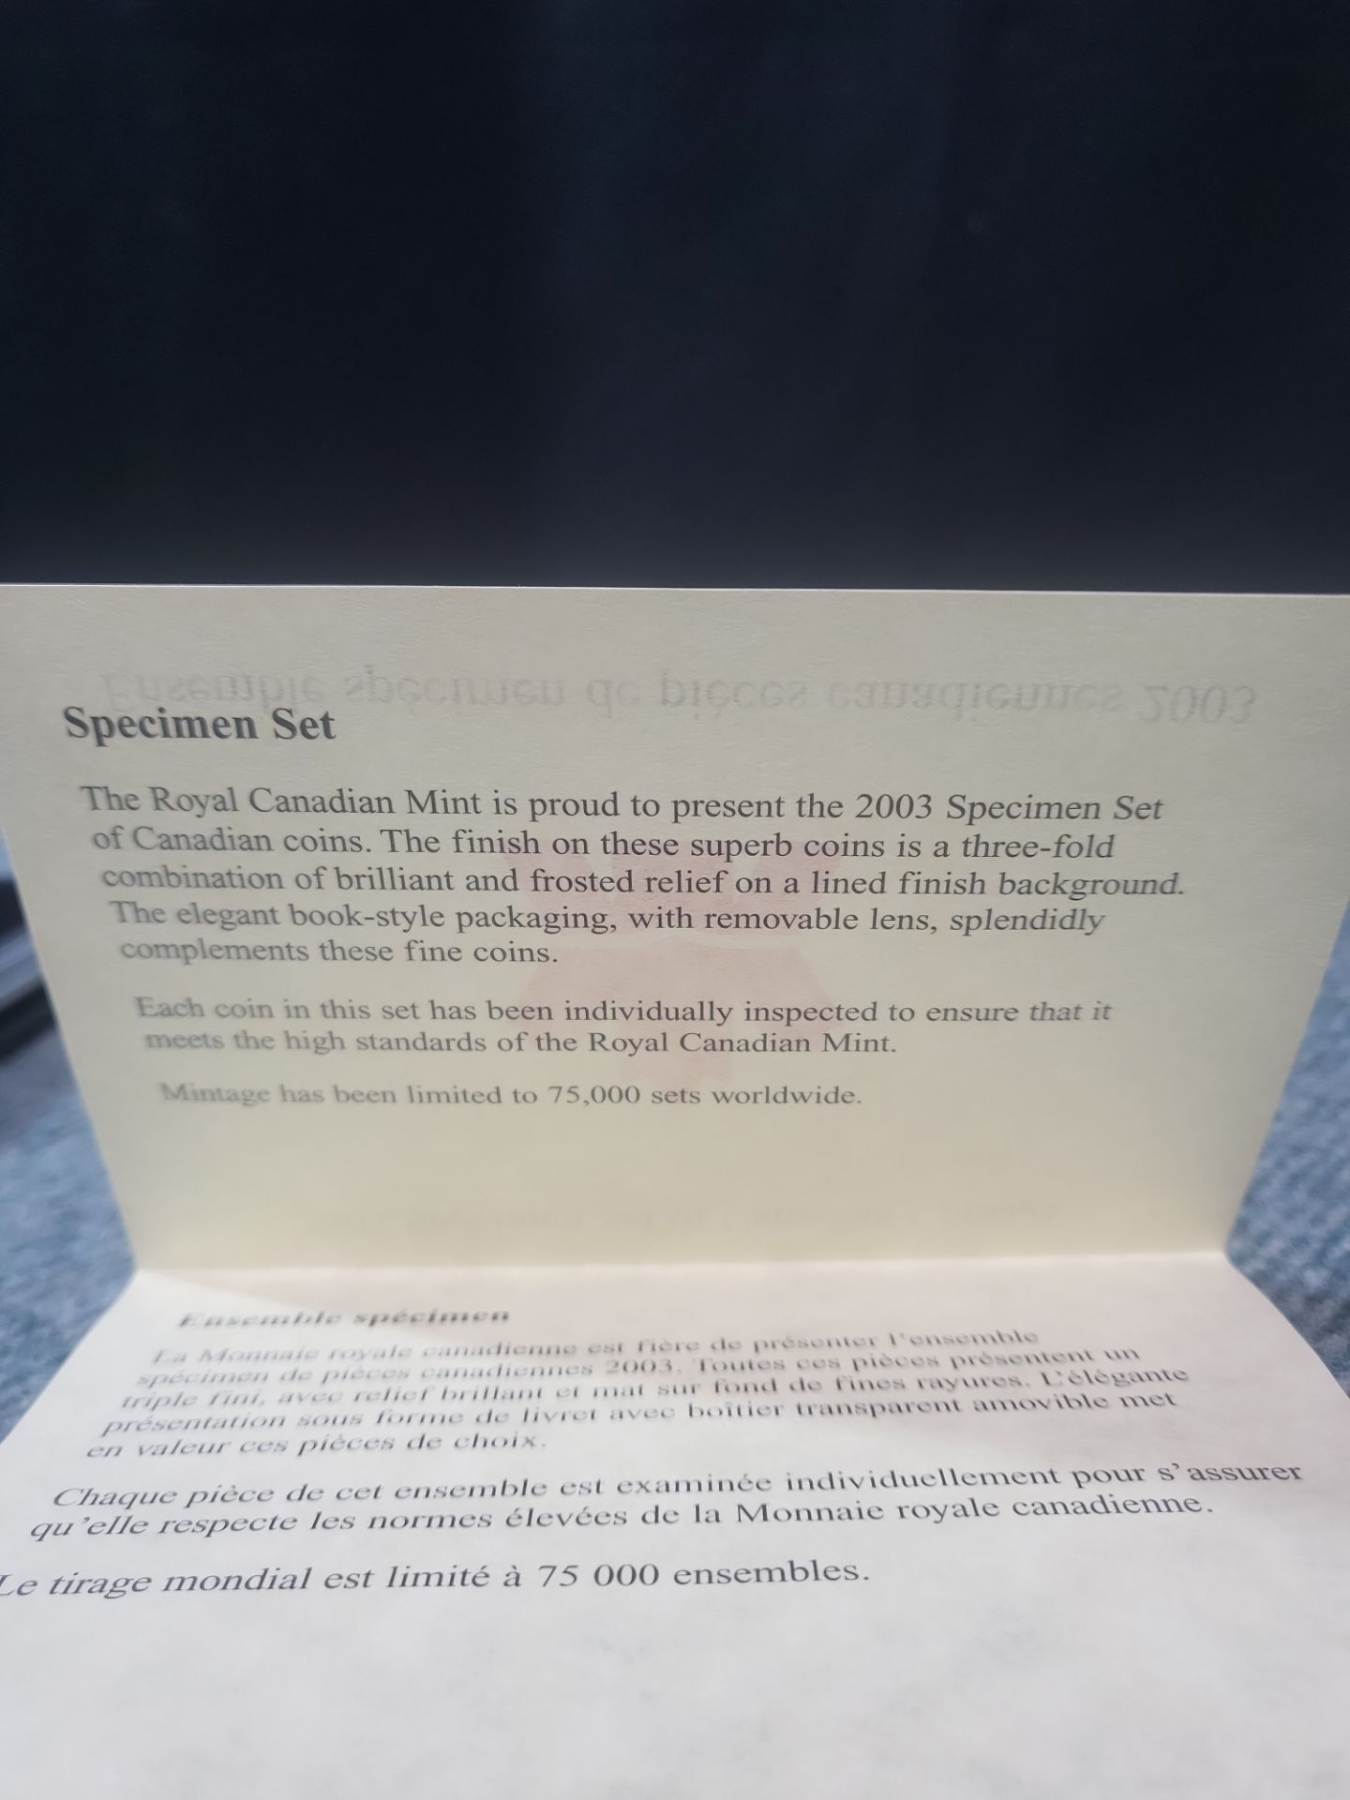 Ensemble spécimen de pièces canadiennes 2003
Specimen Set
The Royal Canadian Mint is proud to present the 2003 Specimen Set
of Canadian coins. The finish on these superb coins is a three-fold
combination of brilliant and frosted relief on a lined finish background.
The elegant book-style packaging, with removable lens, splendidly
complements these fine coins.
Each coin in this set has been individually inspected to ensure that it
meets the high standards of the Royal Canadian Mint.
Mintage has been limited to 75,000 sets worldwide.
Ensemble spécimen
La Monnaie royale canadienne est fière de présenter l'ensemble
spécimen de pièces canadiennes 2003. Toutes ces pièces présentent un
triple fini, avec relief brillant et mat sur fond de fines rayures. L'élégante
présentation sous forme de livret avec boîtier transparent amovible met
en valeur ces pièces de choix.
Chaque pièce de cet ensemble est examinée individuellement pour s'assurer
qu'elle respecte les normes élevées de la Monnaie royale canadienne.
Le tirage mondial est limité à 75 000 ensembles.